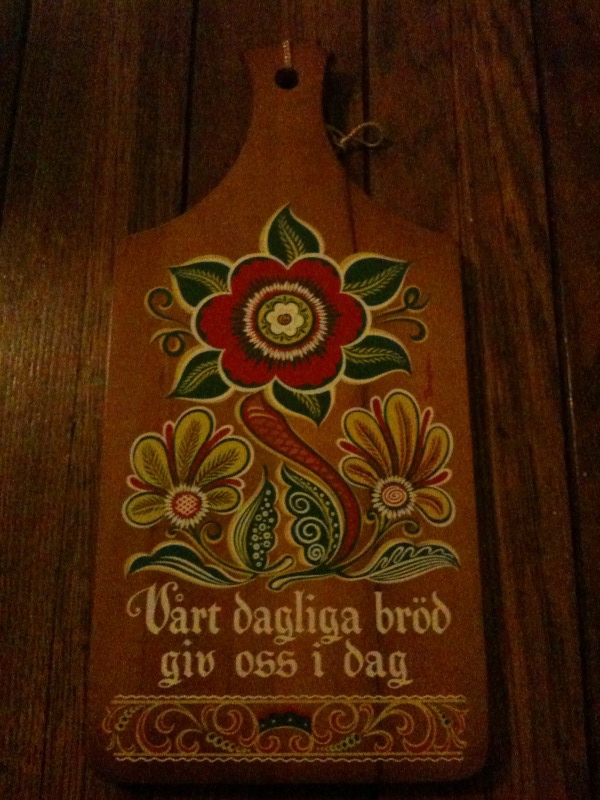 Vårt dagliga bröd
giv oss i dag